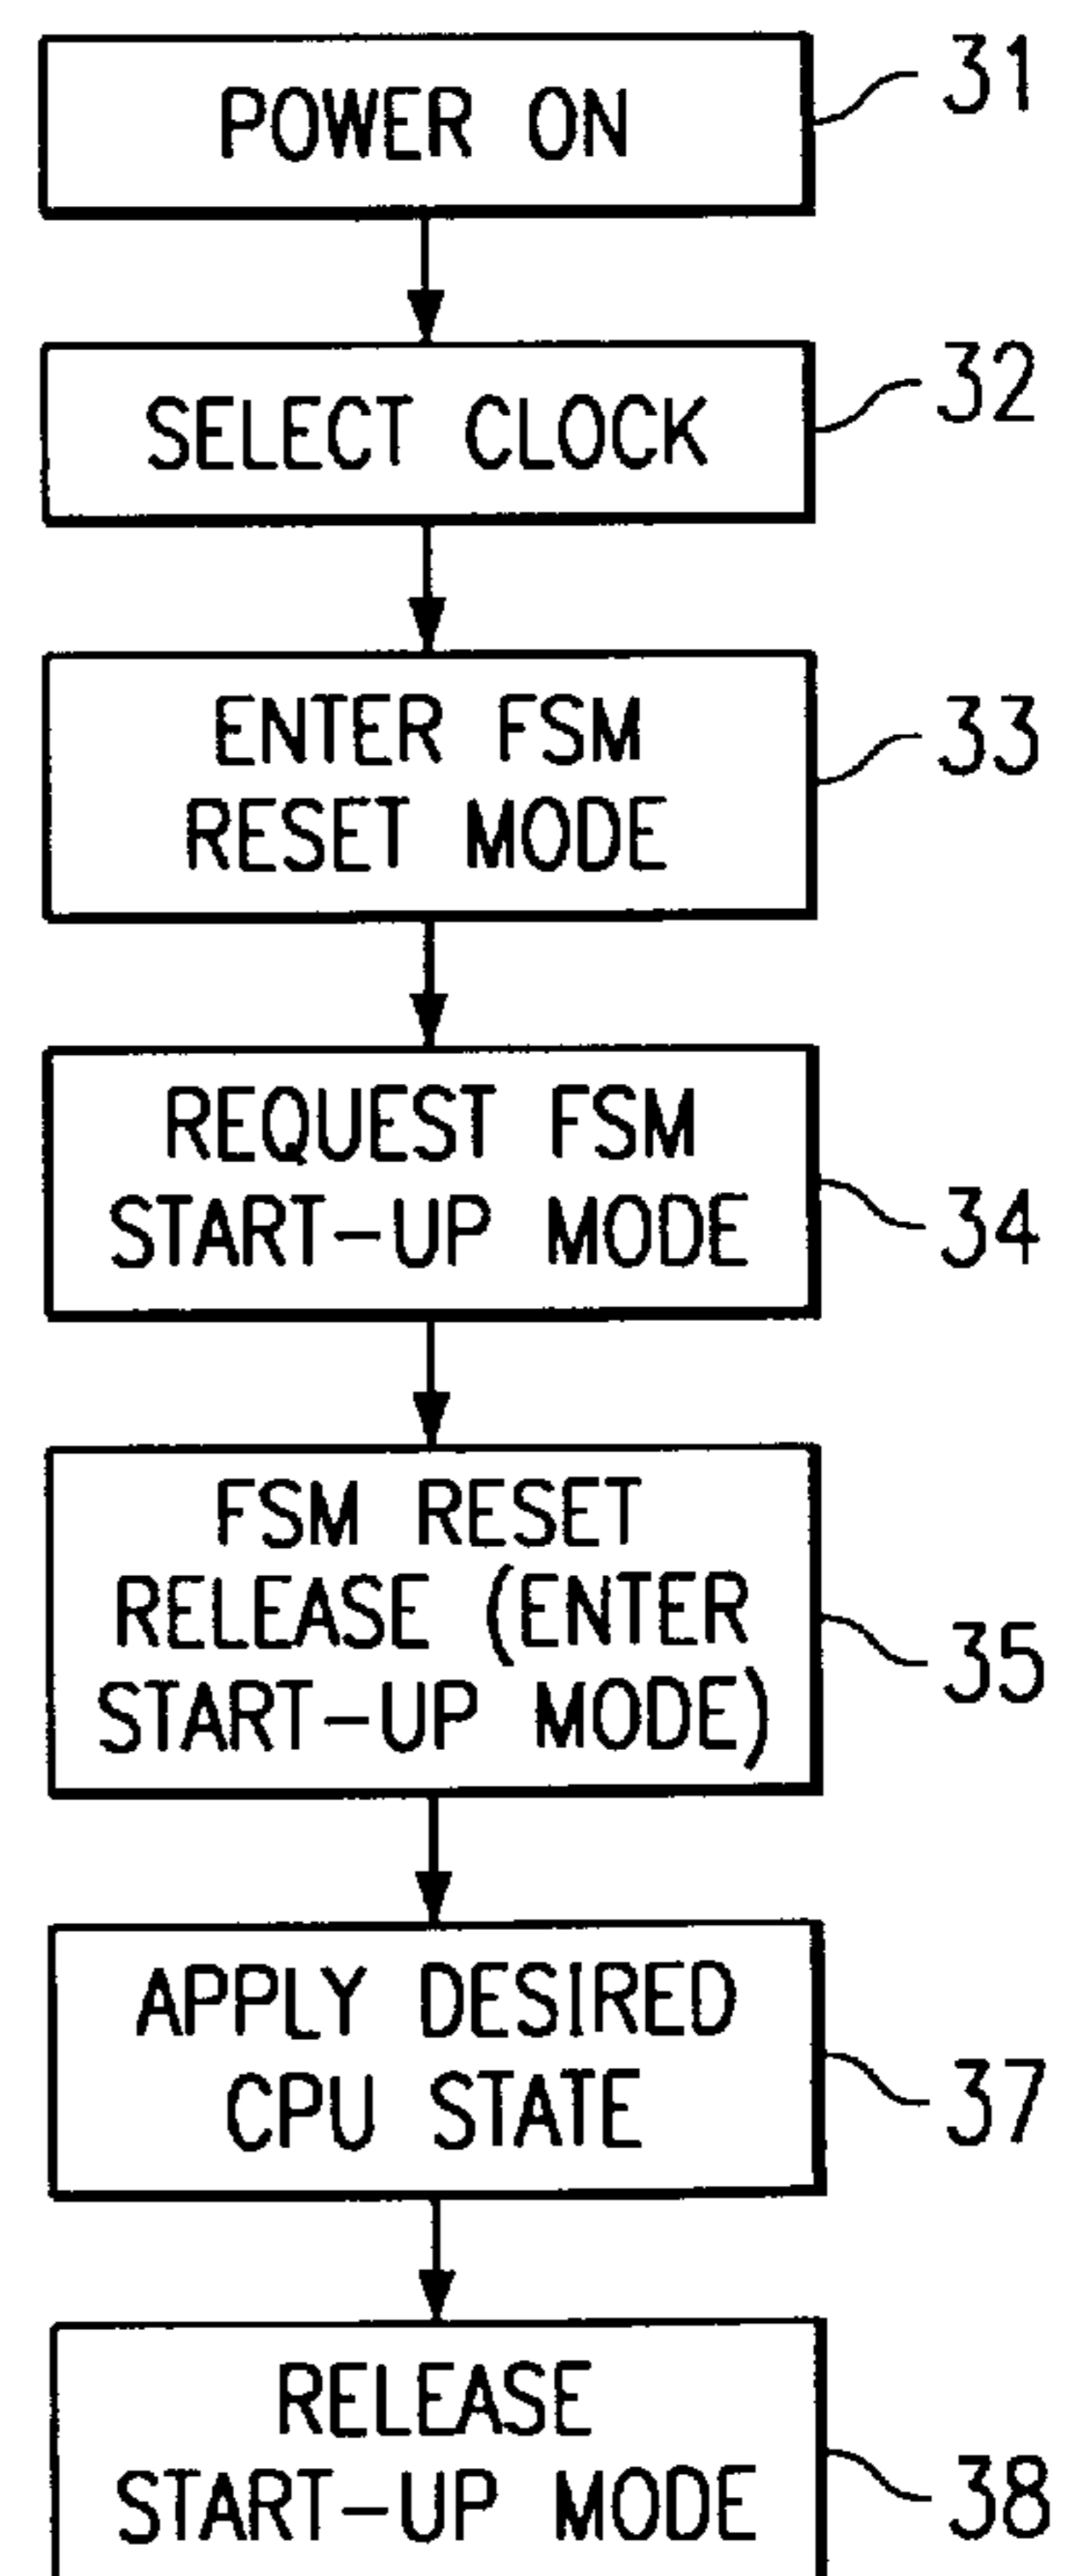 POWER ON
31
SELECT CLOCK
32
ENTER FSM
RESET MODE
33
REQUEST FSM
START-UP MODE
34
FSM RESET
RELEASE (ENTER
START-UP MODE)
35
APPLY DESIRED
CPU STATE
37
RELEASE
START-UP MODE
38